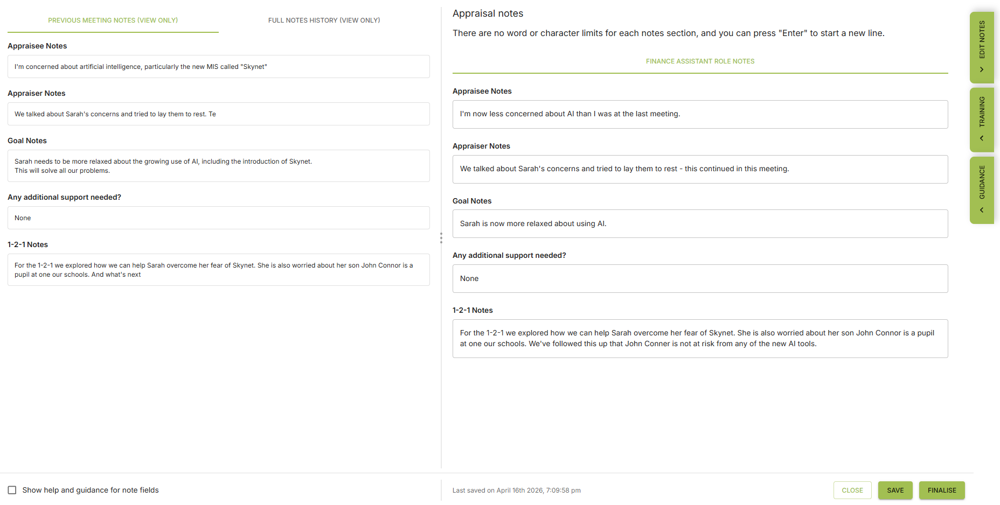 PREVIOUS MEETING NOTES (VIEW ONLY)
FULL NOTES HISTORY (VIEW ONLY)
Appraisee Notes
I'm concerned about artificial intelligence, particularly the new MIS called "Skynet"
Appraiser Notes
We talked about Sarah's concerns and tried to lay them to rest. Te
Goal Notes
Sarah needs to be more relaxed about the growing use of AI, including the introduction of Skynet.
This will solve all our problems.
Any additional support needed?
None
1-2-1 Notes
For the 1-2-1 we explored how we can help Sarah overcome her fear of Skynet. She is also worried about her son John Connor is a
pupil at one our schools. And what's next
Appraisal notes
There are no word or character limits for each notes section, and you can press "Enter" to start a new line.
FINANCE ASSISTANT ROLE NOTES
Appraisee Notes
I'm now less concerned about AI than I was at the last meeting.
Appraiser Notes
We talked about Sarah's concerns and tried to lay them to rest - this continued in this meeting.
Goal Notes
Sarah is now more relaxed about using AI.
Any additional support needed?
None
1-2-1 Notes
For the 1-2-1 we explored how we can help Sarah overcome her fear of Skynet. She is also worried about her son John Connor is a pupil
at one our schools. We've followed this up that John Conner is not at risk from any of the new AI tools.
EDIT NOTES
TRAINING
GUIDANCE
Show help and guidance for note fields
Last saved on April 16th 2026, 7:09:58 pm
CLOSE
SAVE
FINALISE